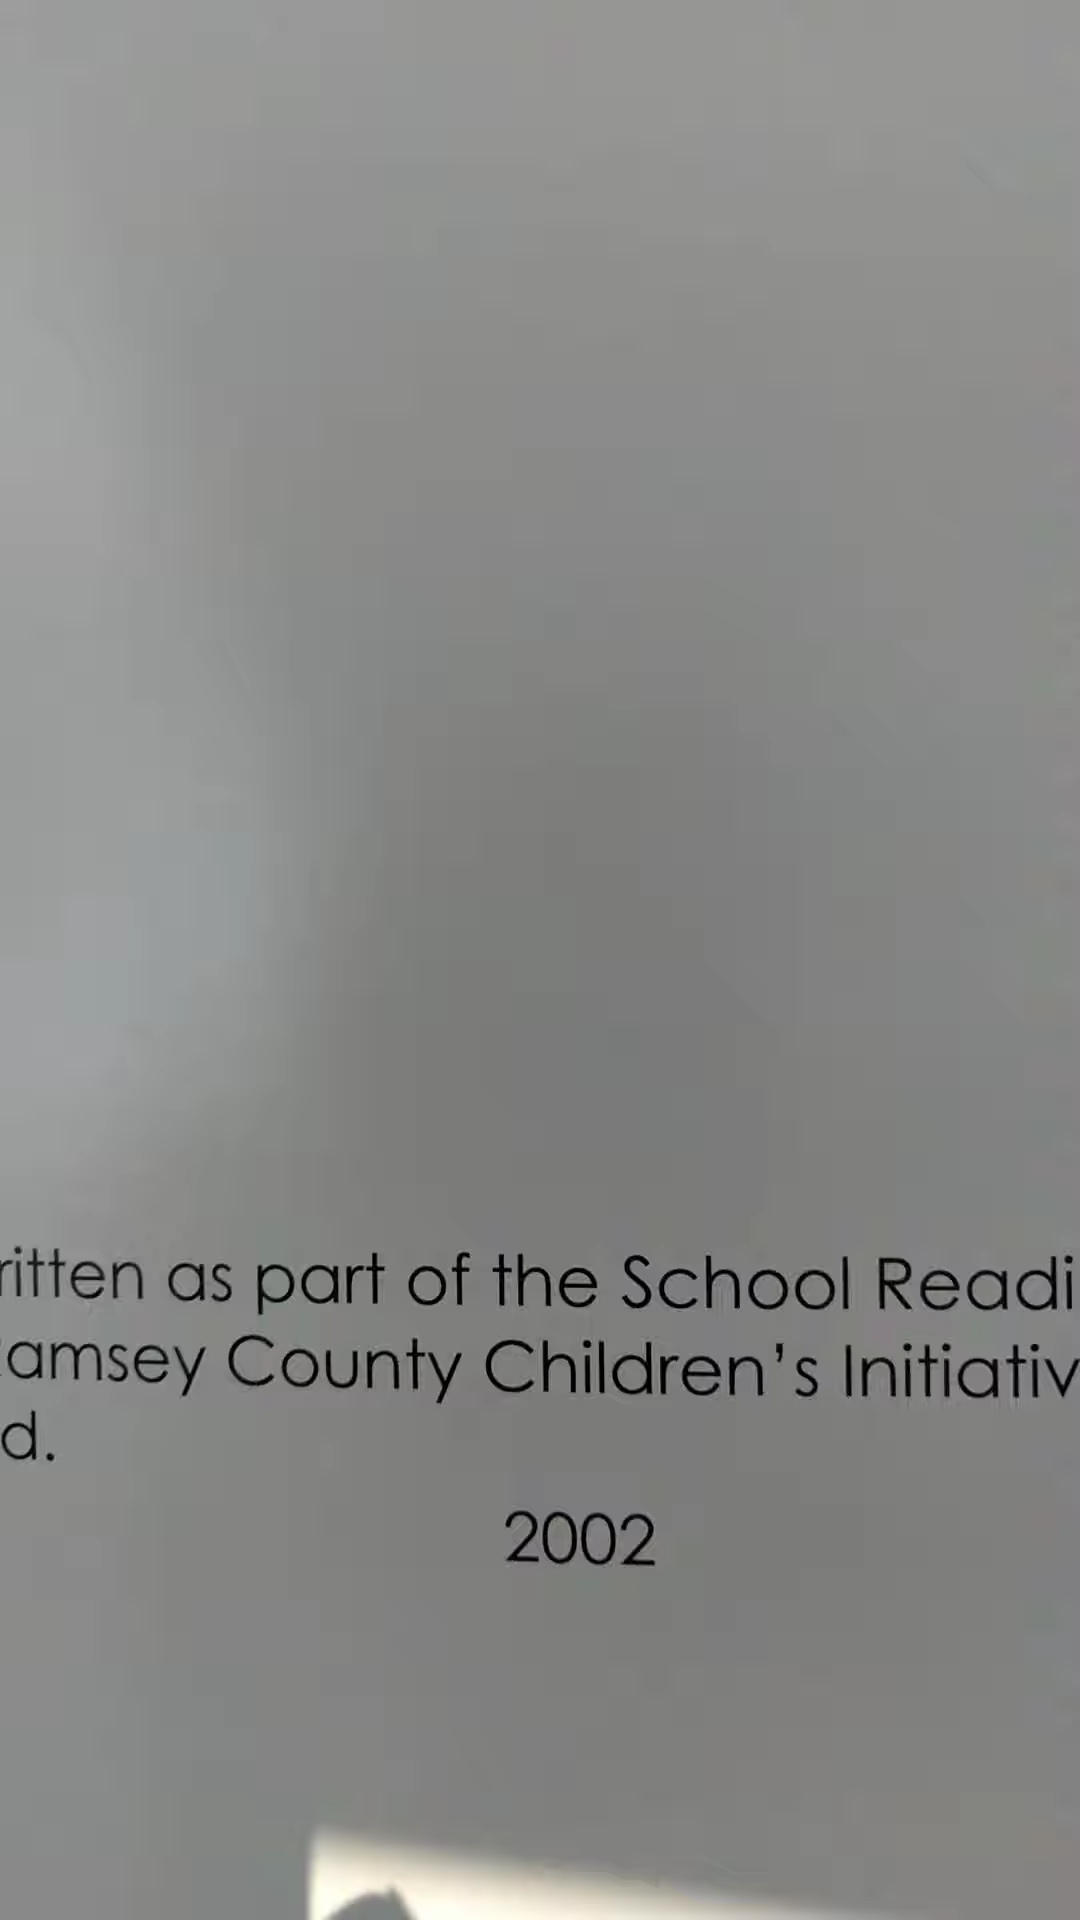 ritten as part of the School Readi
amsey County Children's Initiativ
d.
2002